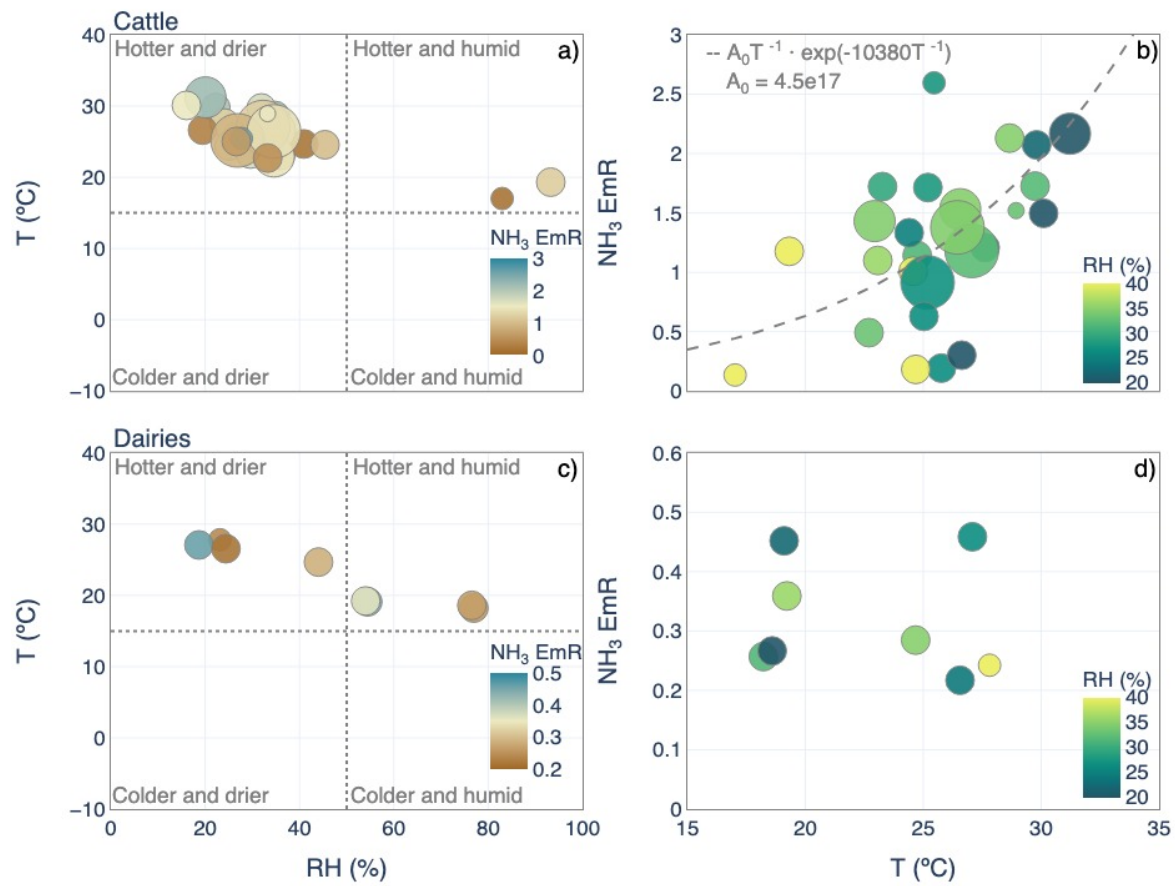 Cattle
Hotter and drier
Hotter and humid
a)
40
30
20
10
0
−10
T (ºC)
NH₃ EmR
3
2
1
0
Colder and drier
Colder and humid
b)
-- A₀T ⁻¹ · exp(-10380T ⁻¹)
A₀ = 4.5e17
3
2.5
2
1.5
1
0.5
0
NH₃ EmR
RH (%)
40
35
30
25
20
Dairies
Hotter and drier
Hotter and humid
c)
40
30
20
10
0
−10
T (ºC)
NH₃ EmR
0.5
0.4
0.3
0.2
Colder and drier
Colder and humid
0
20
40
60
80
100
RH (%)
d)
0.6
0.5
0.4
0.3
0.2
0.1
0
NH₃ EmR
RH (%)
40
35
30
25
20
15
20
25
30
35
T (ºC)